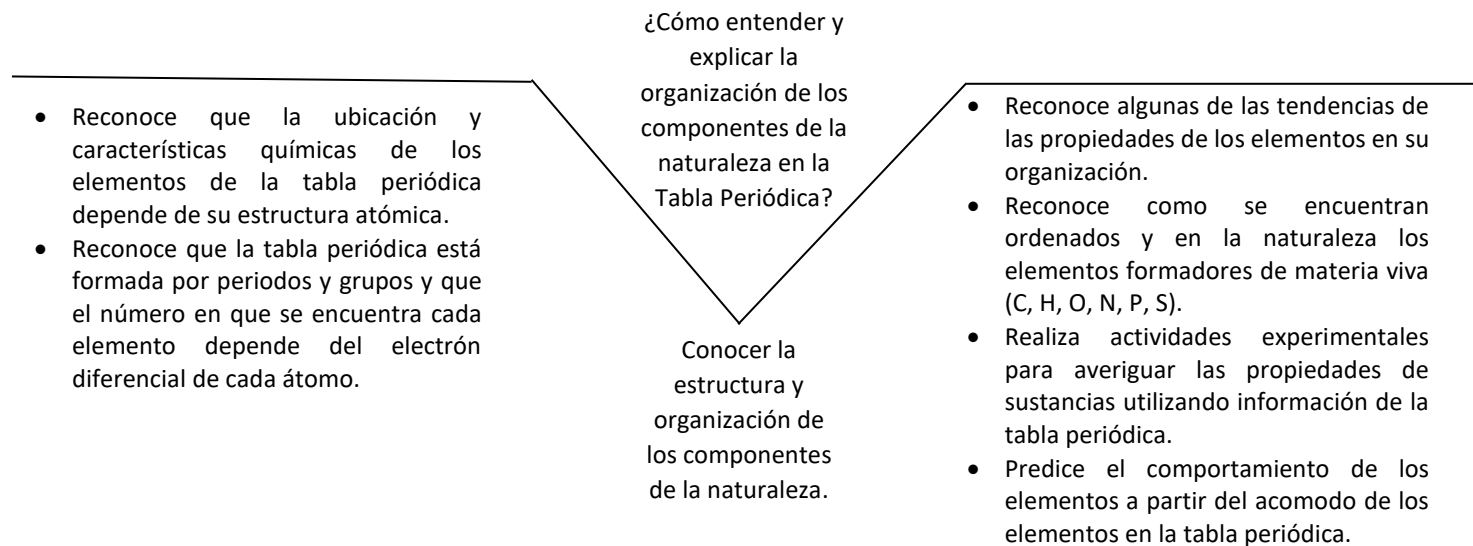 ¿Cómo entender y
explicar la
organización de los
componentes de la
naturaleza en la
Tabla Periódica?
• Reconoce que la ubicación y
características químicas de los
elementos de la tabla periódica
depende de su estructura atómica.
• Reconoce que la tabla periódica está
formada por periodos y grupos y que
el número en que se encuentra cada
elemento depende del electrón
diferencial de cada átomo.
Conocer la
estructura y
organización de
los componentes
de la naturaleza.
• Reconoce algunas de las tendencias de
las propiedades de los elementos en su
organización.
• Reconoce como se encuentran
ordenados y en la naturaleza los
elementos formadores de materia viva
(C, H, O, N, P, S).
• Realiza actividades experimentales
para averiguar las propiedades de
sustancias utilizando información de la
tabla periódica.
• Predice el comportamiento de los
elementos a partir del acomodo de los
elementos en la tabla periódica.